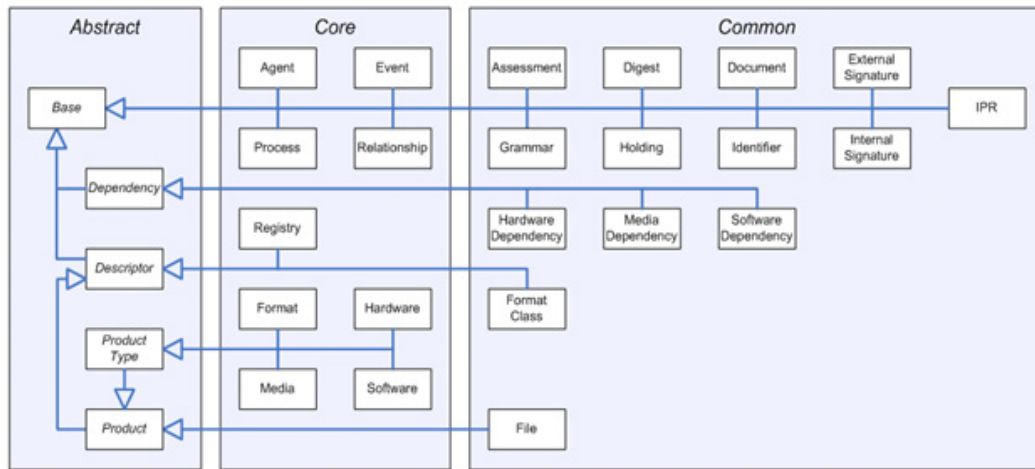 Abstract
Core
Common
Agent
Event
Assessment
Digest
Document
External
Signature
Base
IPR
Process
Relationship
Grammar
Holding
Identifier
Internal
Signature
Dependency
Registry
Hardware
Dependency
Media
Dependency
Software
Dependency
Descriptor
Format
Hardware
Format
Class
Product
Type
Media
Software
Product
File